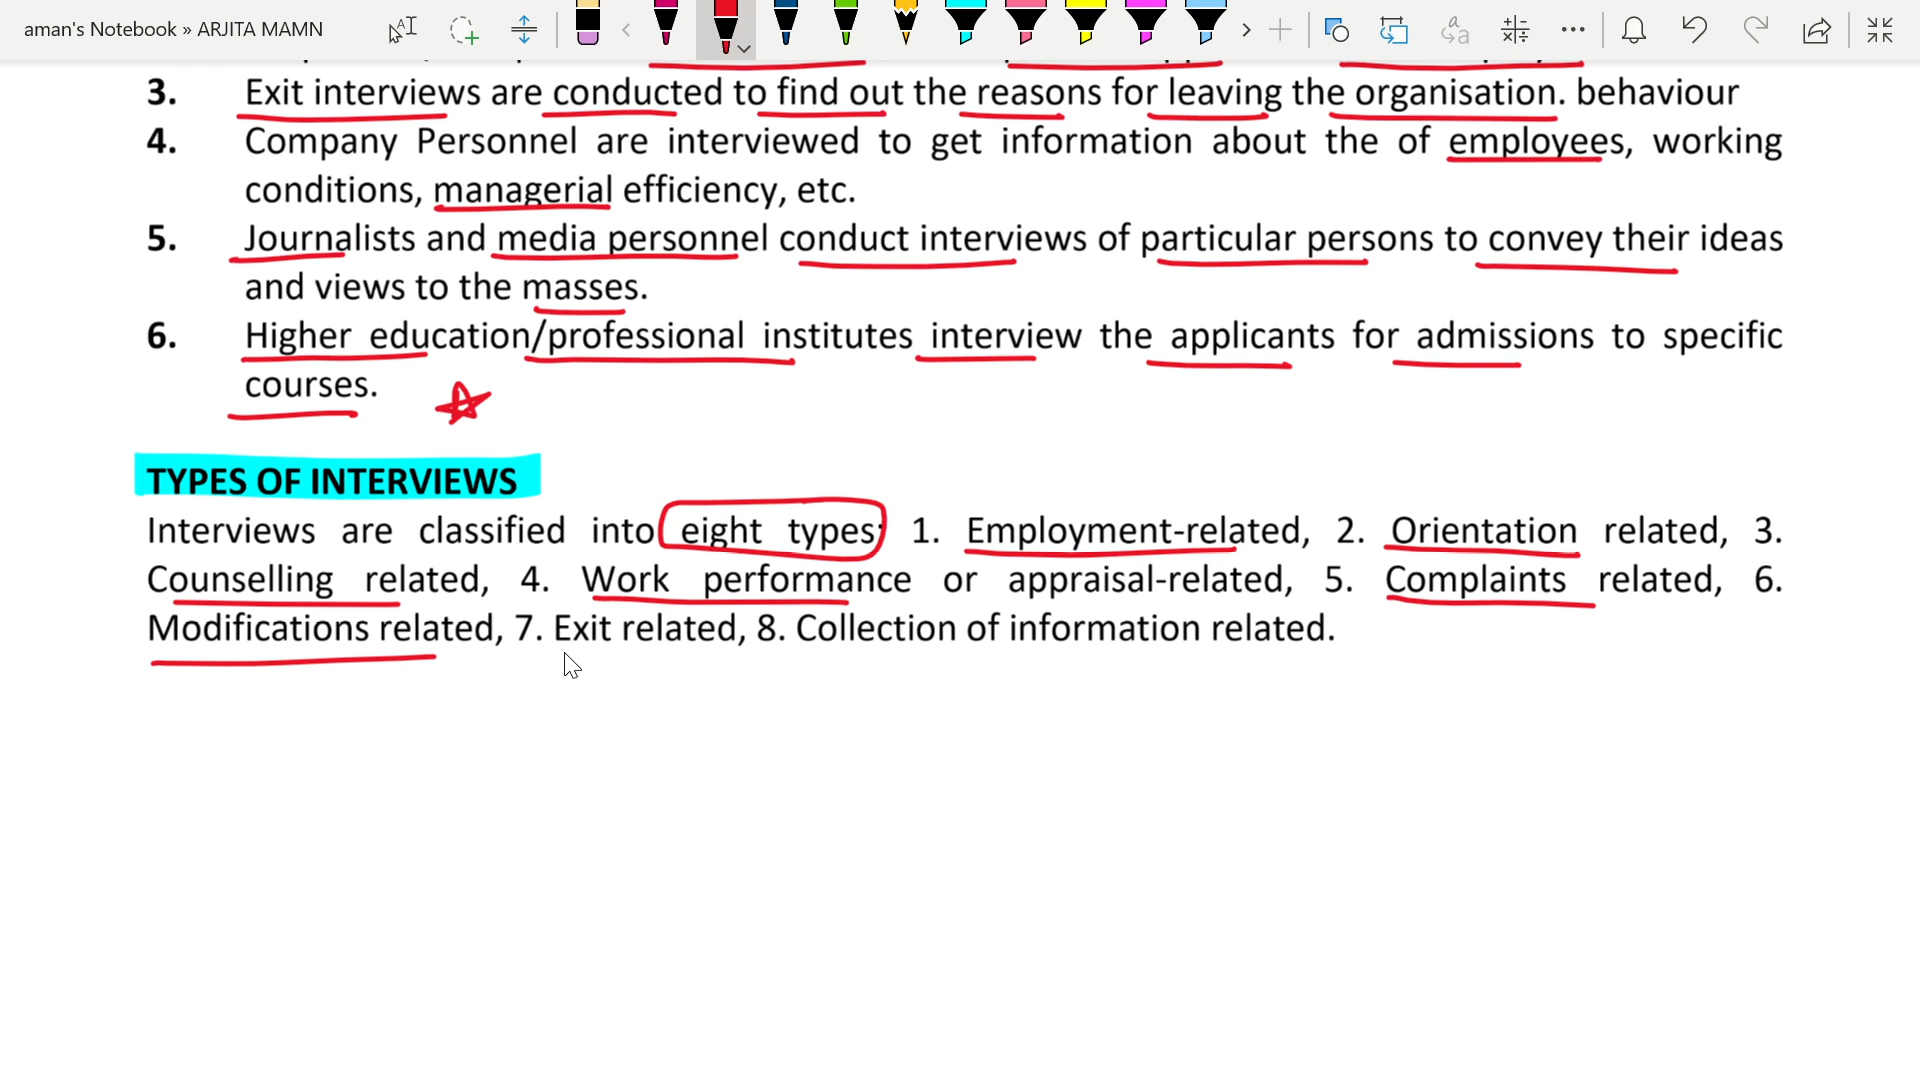 aman's Notebook » ARJITA MAMN
3. Exit interviews are conducted to find out the reasons for leaving the organisation. behaviour
4. Company Personnel are interviewed to get information about the of employees, working
conditions, managerial efficiency, etc.
5. Journalists and media personnel conduct interviews of particular persons to convey their ideas
and views to the masses.
6. Higher education/professional institutes interview the applicants for admissions to specific
courses.
TYPES OF INTERVIEWS
Interviews are classified into eight types: 1. Employment-related, 2. Orientation related, 3.
Counselling related, 4. Work performance or appraisal-related, 5. Complaints related, 6.
Modifications related, 7. Exit related, 8. Collection of information related.